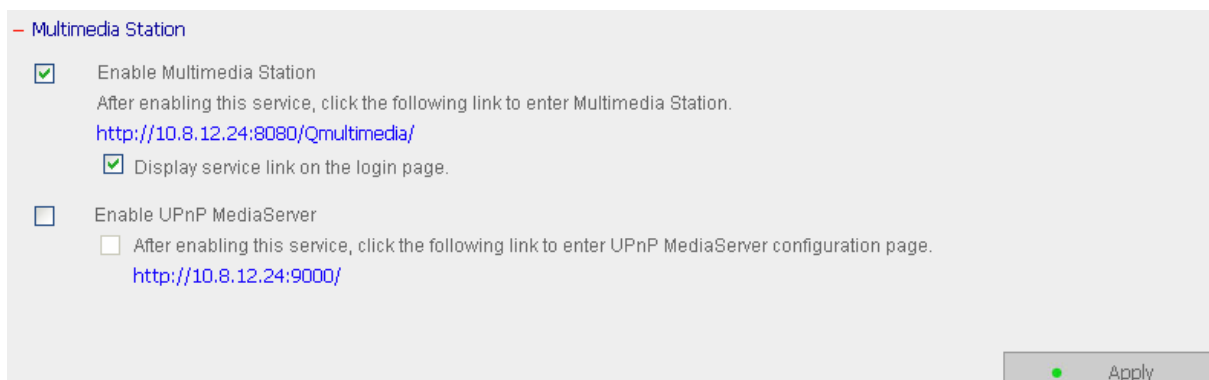 – Multimedia Station
Enable Multimedia Station
After enabling this service, click the following link to enter Multimedia Station.
http://10.8.12.24:8080/Qmultimedia/
Display service link on the login page.
Enable UPnP MediaServer
After enabling this service, click the following link to enter UPnP MediaServer configuration page.
http://10.8.12.24:9000/
Apply